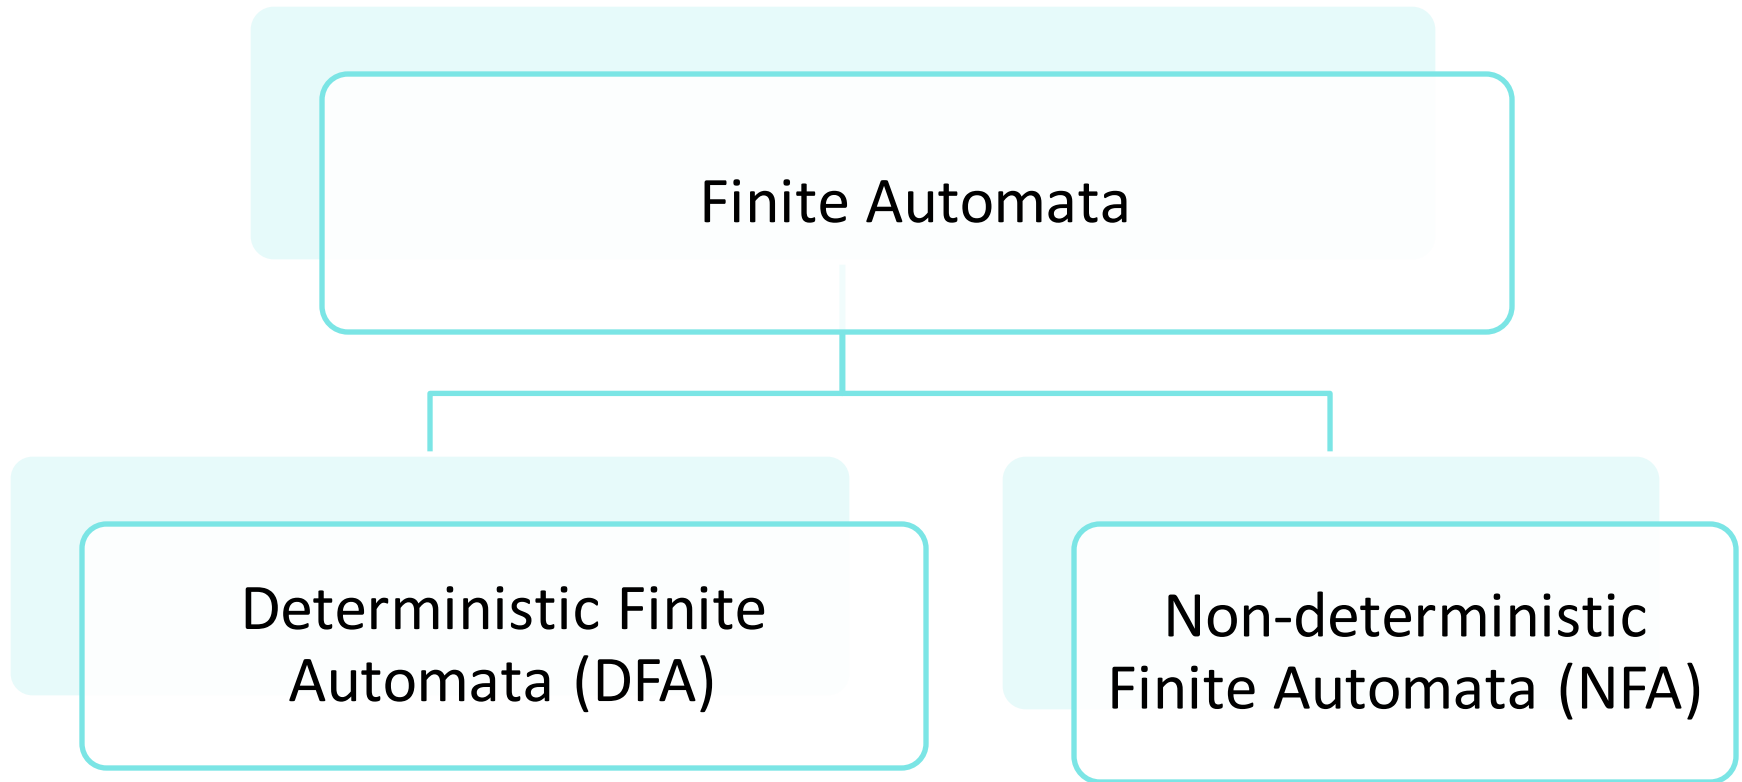 Finite Automata
Deterministic Finite
Automata (DFA)
Non-deterministic
Finite Automata (NFA)